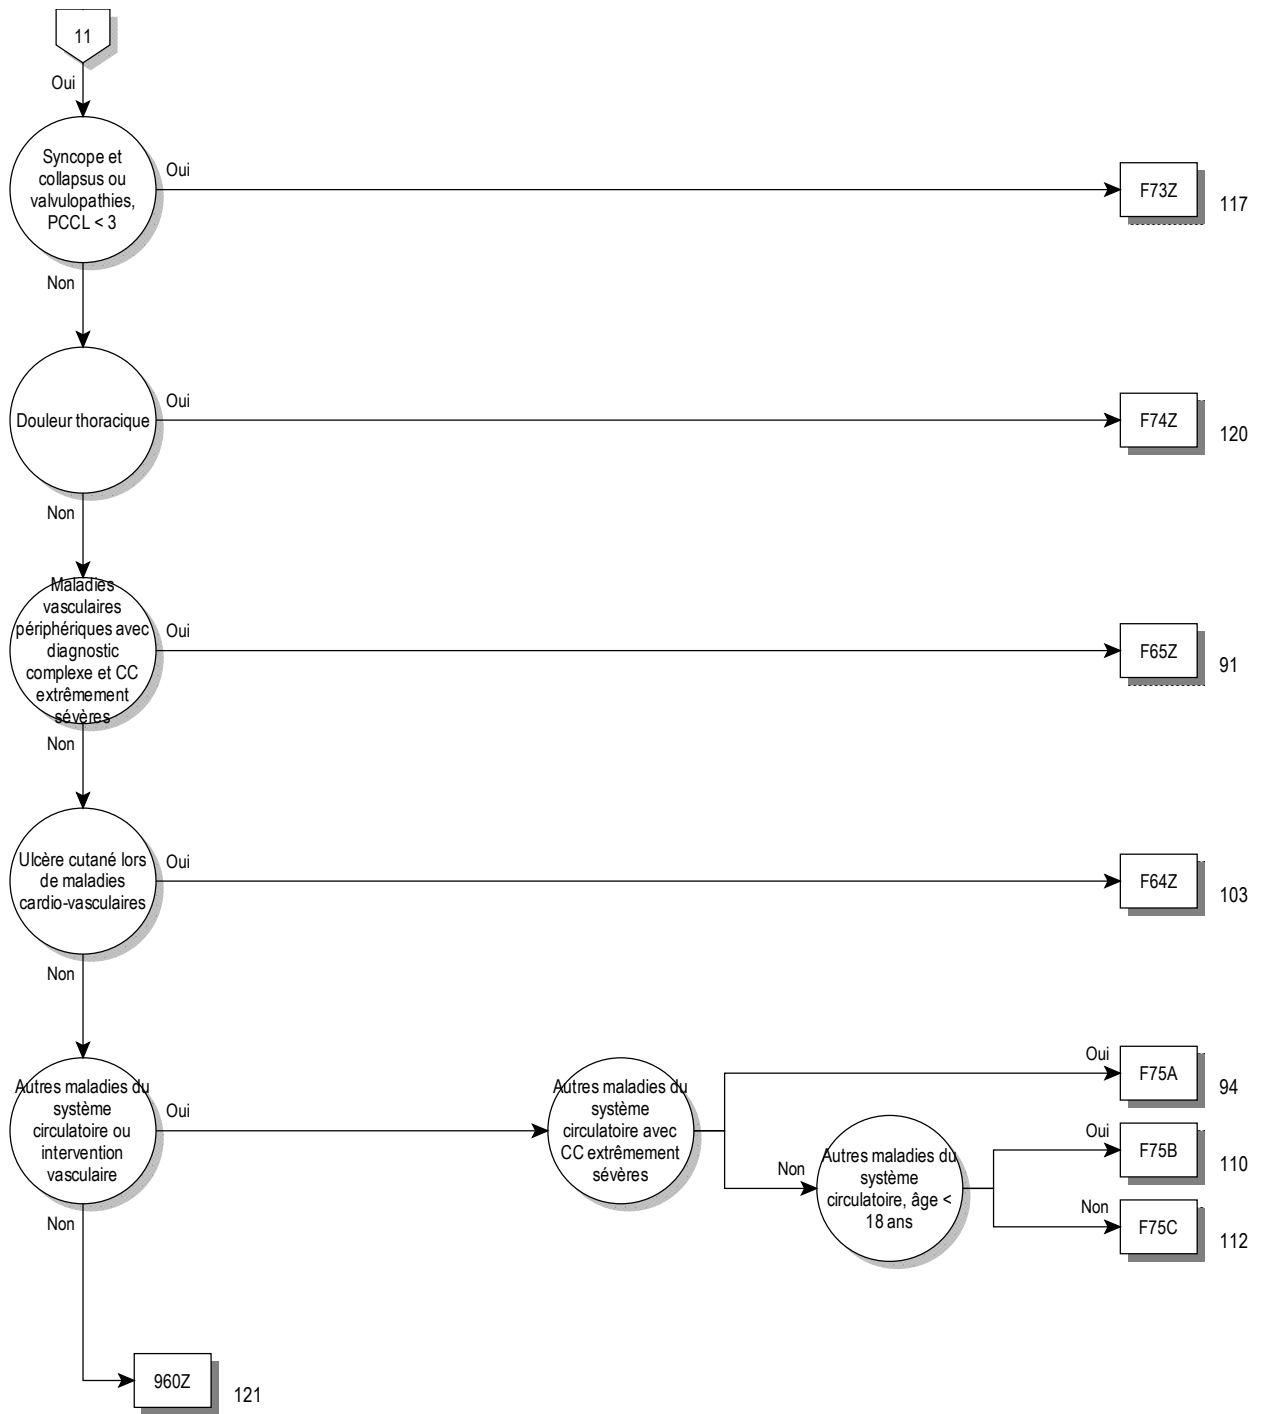 11
Oui
Syncope et
collapsus ou
valvulopathies,
PCCL < 3
Oui
F73Z
117
Non
Douleur thoracique
Oui
F74Z
120
Non
Maladies
vasculaires
périphériques avec
diagnostic
complexe et CC
extrêmement
sévères
Oui
F65Z
91
Non
Ulcère cutané lors
de maladies
cardio-vasculaires
Oui
F64Z
103
Non
Autres maladies du
système
circulatoire ou
intervention
vasculaire
Oui
Autres maladies du
système
circulatoire avec
CC extrêmement
sévères
Oui
F75A
94
Non
Autres maladies du
système
circulatoire, âge <
18 ans
Oui
F75B
110
Non
F75C
112
Non
960Z
121